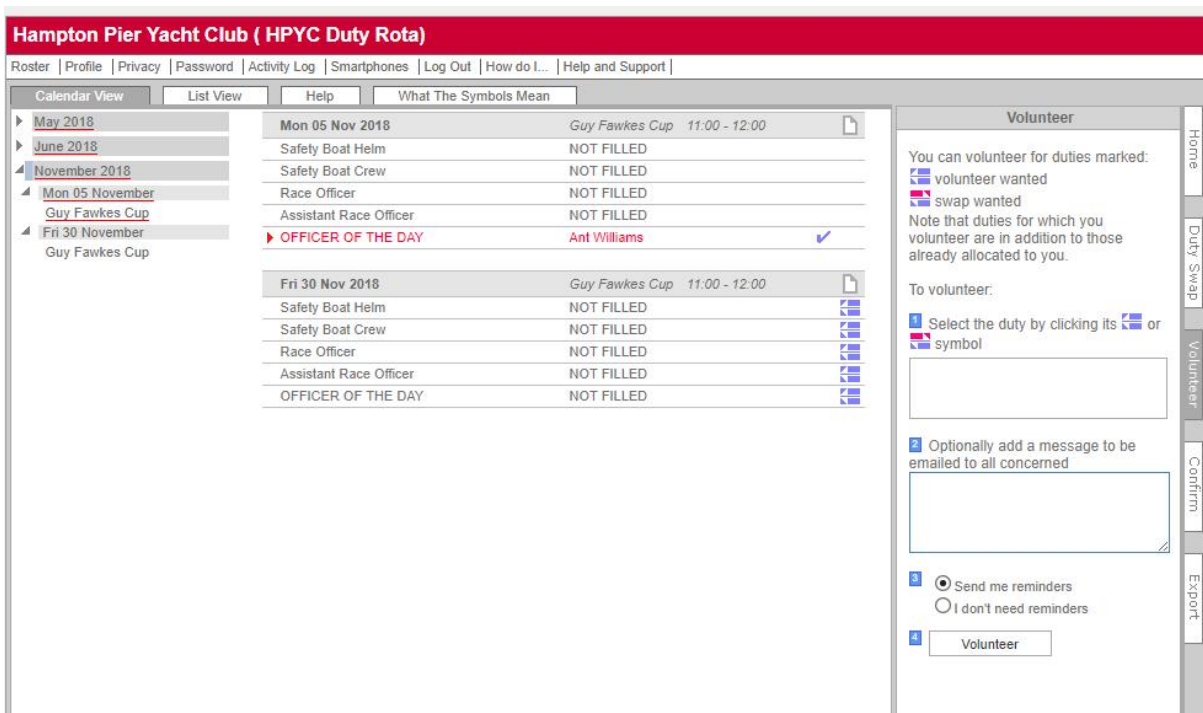 Hampton Pier Yacht Club ( HPYC Duty Rota)
Roster | Profile | Privacy | Password | Activity Log | Smartphones | Log Out | How do I... | Help and Support |
Calendar View List View Help What The Symbols Mean
May 2018
June 2018
November 2018
Mon 05 November
Guy Fawkes Cup
Fri 30 November
Guy Fawkes Cup
Mon 05 Nov 2018 Guy Fawkes Cup 11:00 - 12:00
Safety Boat Helm NOT FILLED
Safety Boat Crew NOT FILLED
Race Officer NOT FILLED
Assistant Race Officer NOT FILLED
OFFICER OF THE DAY Ant Williams
Fri 30 Nov 2018 Guy Fawkes Cup 11:00 - 12:00
Safety Boat Helm NOT FILLED
Safety Boat Crew NOT FILLED
Race Officer NOT FILLED
Assistant Race Officer NOT FILLED
OFFICER OF THE DAY NOT FILLED
Volunteer
You can volunteer for duties marked:
volunteer wanted
swap wanted
Note that duties for which you
volunteer are in addition to those
already allocated to you.
To volunteer:
1 Select the duty by clicking its or
symbol
2 Optionally add a message to be
emailed to all concerned
3 Send me reminders
I don't need reminders
4 Volunteer
Home
Duty Swap
Volunteer
Confirm
Export